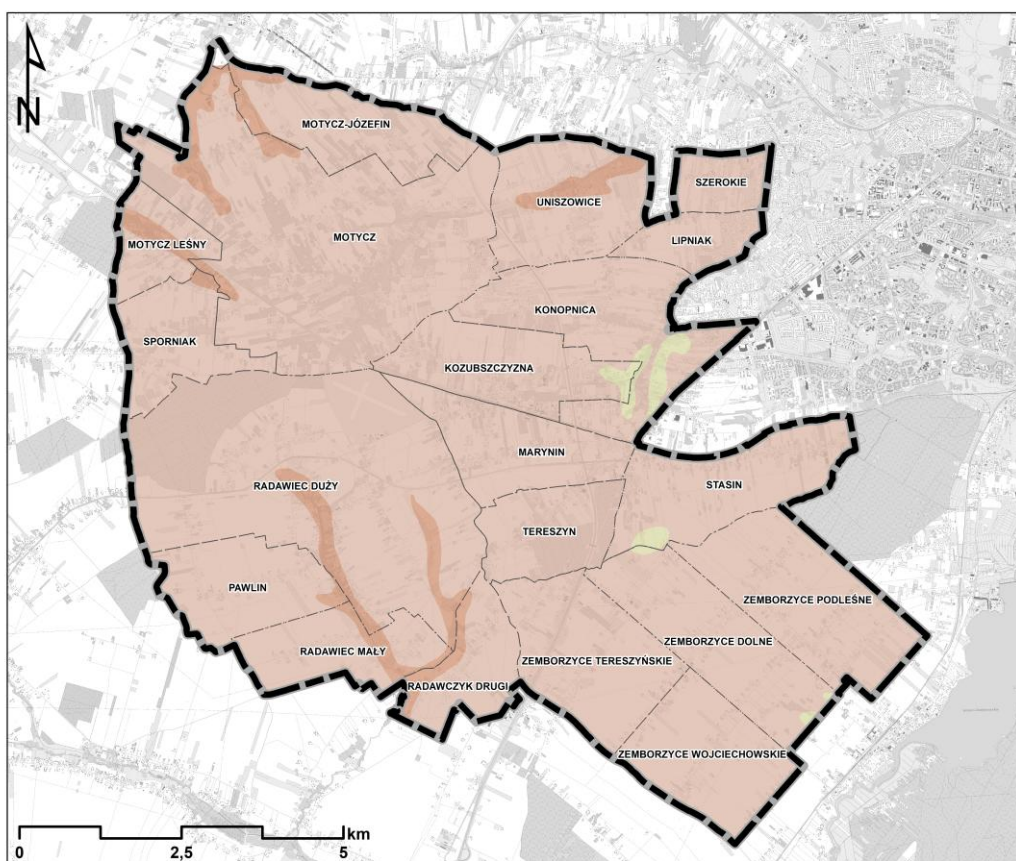 N
MOTYCZ-JÓZEFIN
SZEROKIE
UNISZOWICE
MOTYCZ
LIPNIAK
MOTYCZ LEŚNY
KONOPNICA
SPORNIAK
KOZUBSZCZYZNA
MARYNIN
RADAWIEC DUŻY
STASIN
TERESZYN
PAWLIN
ZEMBORZYCE PODLEŚNE
ZEMBORZYCE DOLNE
RADAWIEC MAŁY
ZEMBORZYCE TERESZYŃSKIE
RADAWCZYK DRUGI
ZEMBORZYCE WOJCIECHOWSKIE
km
0 2,5 5